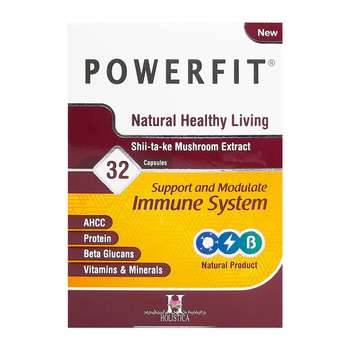 New
POWERFIT®
Natural Healthy Living
Shii-ta-ke Mushroom Extract
32
Capsules
Support and Modulate
Immune System
AHCC
Protein
Beta Glucans
Vitamins & Minerals
β
Natural Product
H
HOLISTICA